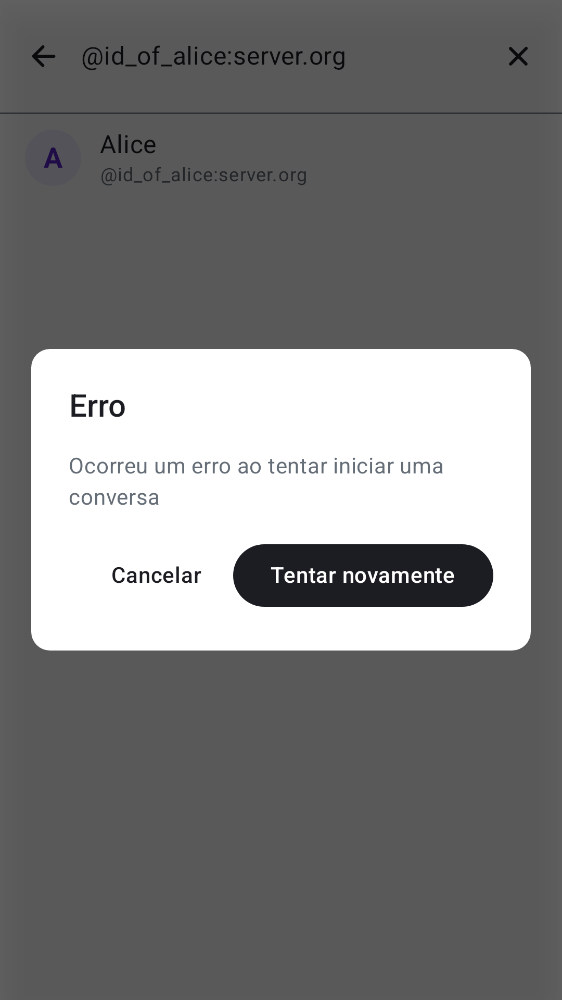 @id_of_alice:server.org
A
Alice
@id_of_alice:server.org
Erro
Ocorreu um erro ao tentar iniciar uma
conversa
Cancelar
Tentar novamente